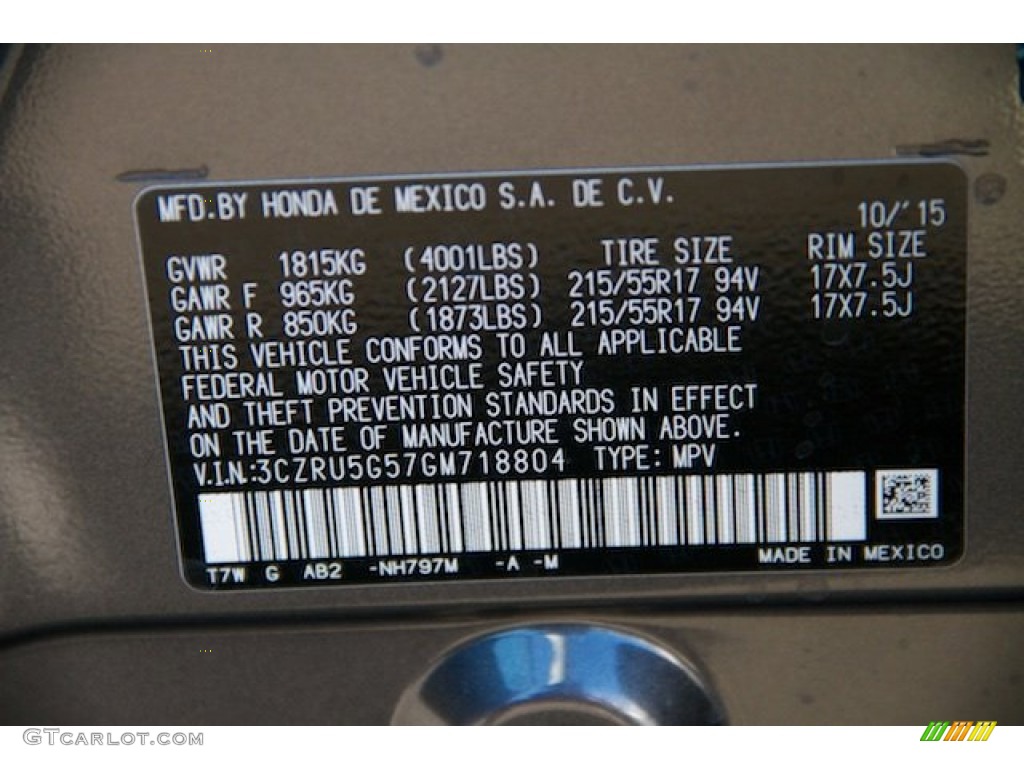 MFD.BY HONDA DE MEXICO S.A. DE C.V.
10/'15
GVWR 1815KG (4001LBS) TIRE SIZE RIM SIZE
GAWR F 965KG (2127LBS) 215/55R17 94V 17X7.5J
GAWR R 850KG (1873LBS) 215/55R17 94V 17X7.5J
THIS VEHICLE CONFORMS TO ALL APPLICABLE
FEDERAL MOTOR VEHICLE SAFETY
AND THEFT PREVENTION STANDARDS IN EFFECT
ON THE DATE OF MANUFACTURE SHOWN ABOVE.
V.I.N.:3CZRU5G57GM718804 TYPE: MPV
T7W G AB2 -NH797M -A -M MADE IN MEXICO
GTCARLOT.COM